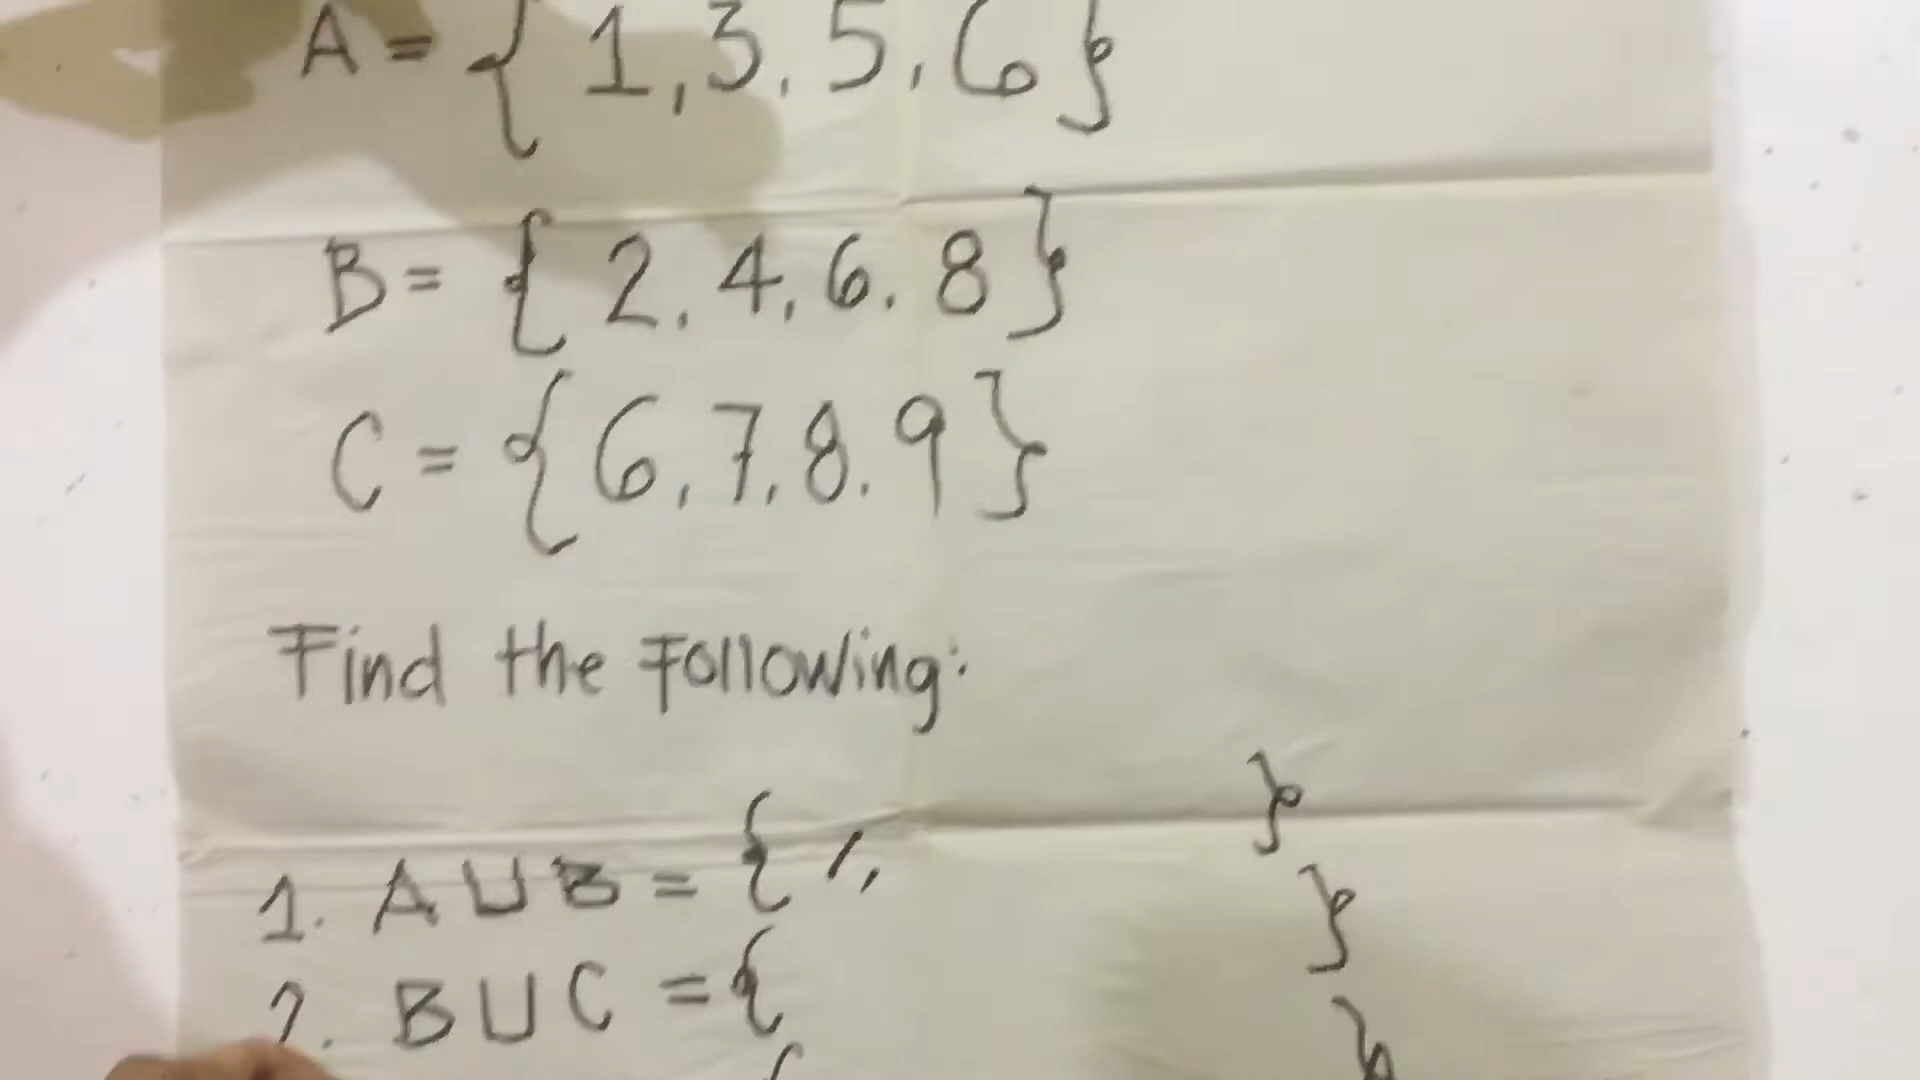 A = { 1, 3, 5, 6 }
B = { 2, 4, 6, 8 }
C = { 6, 7, 8, 9 }
Find the Following:
1. A U B = { 1, }
2. B U C = { }
{ }